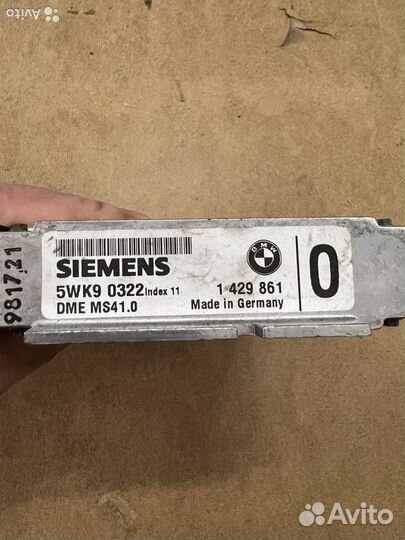 Avito
981721
SIEMENS
BMW
0
5WK9 0322 Index 11
1 429 861
DME MS41.0
Made in Germany
Avito